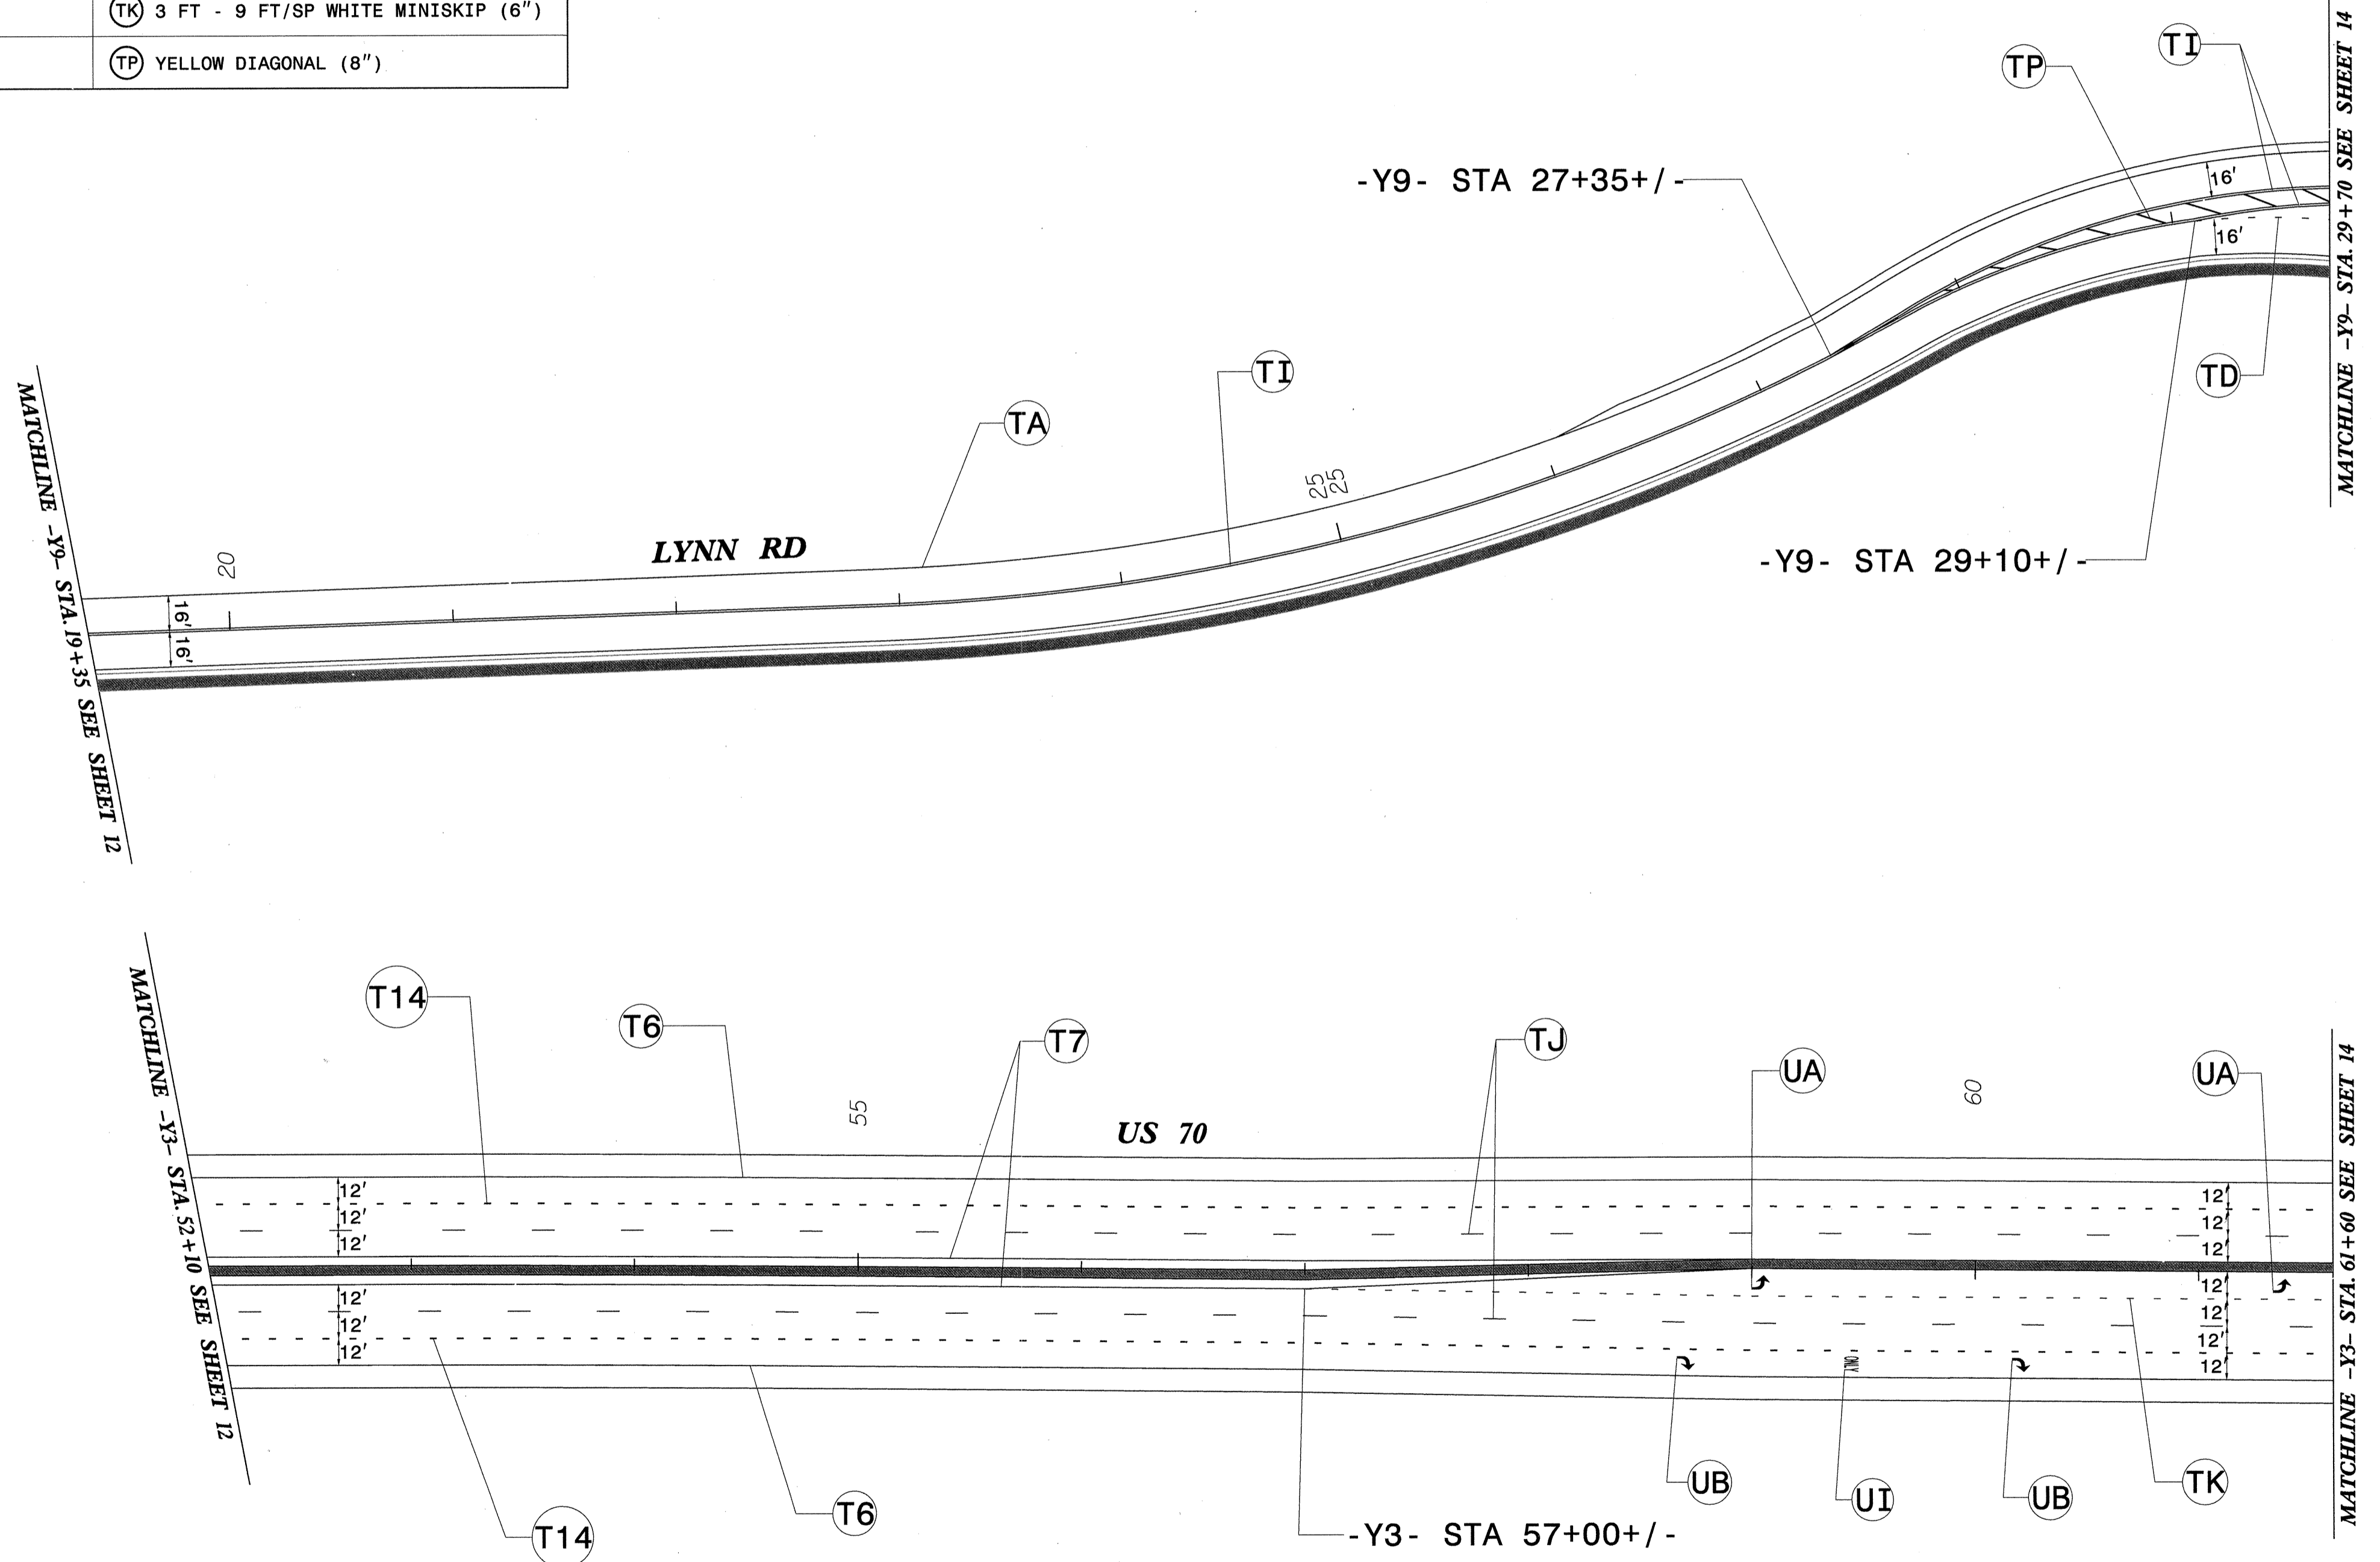 TK 3 FT - 9 FT/SP WHITE MINISKIP (6")
TP YELLOW DIAGONAL (8")
TI
TP
-Y9- STA 27+35+/-
16'
16'
TD
TI
TA
25
25
-Y9- STA 29+10+/-
LYNN RD
20
16'
16'
MATCHLINE -Y9- STA. 19+35 SEE SHEET 12
MATCHLINE -Y9- STA. 29+70 SEE SHEET 14
T14
T6
T7
TJ
UA
UA
55
60
US 70
12'
12'
12'
12'
12'
12'
12'
12'
12'
12'
12'
12'
12'
ONLY
UB
UI
UB
TK
T6
T14
-Y3- STA 57+00+/-
MATCHLINE -Y3- STA. 52+10 SEE SHEET 12
MATCHLINE -Y3- STA. 61+60 SEE SHEET 14